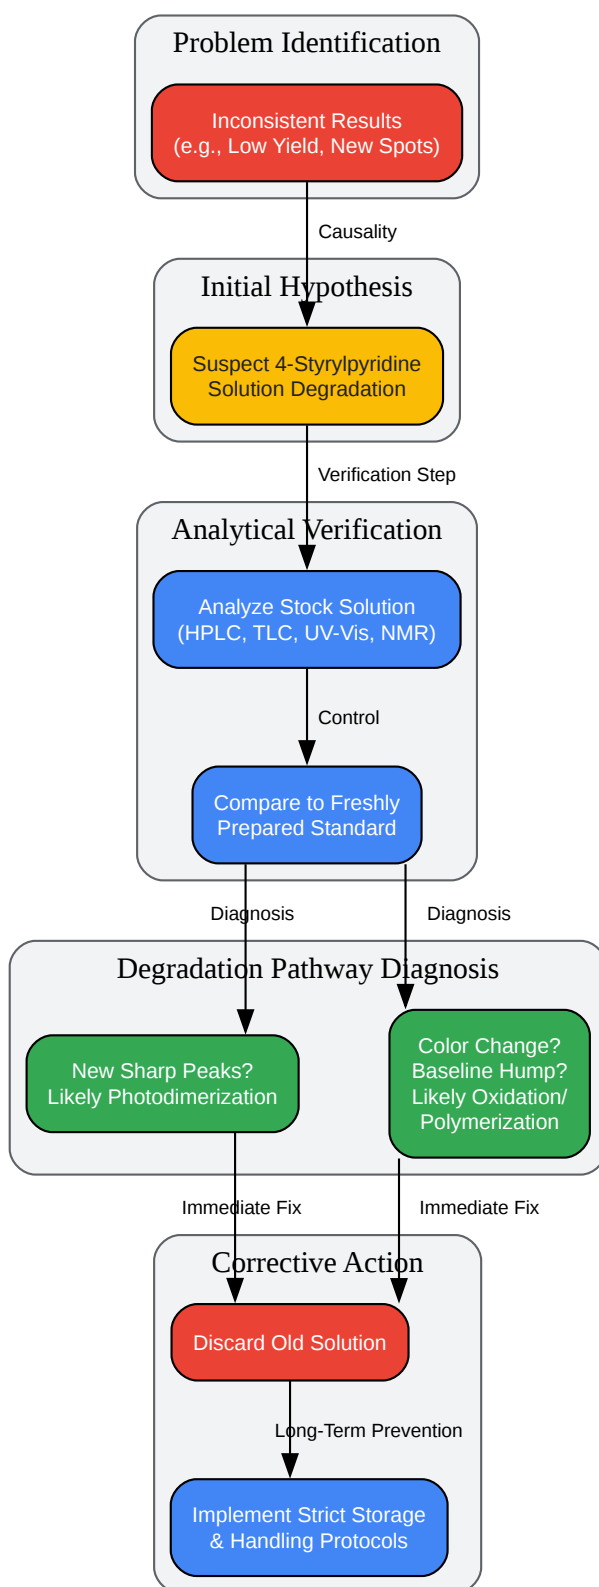 Problem Identification
Inconsistent Results
(e.g., Low Yield, New Spots)
Causality
Initial Hypothesis
Suspect 4-Styrylpyridine
Solution Degradation
Verification Step
Analytical Verification
Analyze Stock Solution
(HPLC, TLC, UV-Vis, NMR)
Control
Compare to Freshly
Prepared Standard
Diagnosis
Diagnosis
Degradation Pathway Diagnosis
New Sharp Peaks?
Likely Photodimerization
Color Change?
Baseline Hump?
Likely Oxidation/
Polymerization
Immediate Fix
Immediate Fix
Corrective Action
Discard Old Solution
Long-Term Prevention
Implement Strict Storage
& Handling Protocols